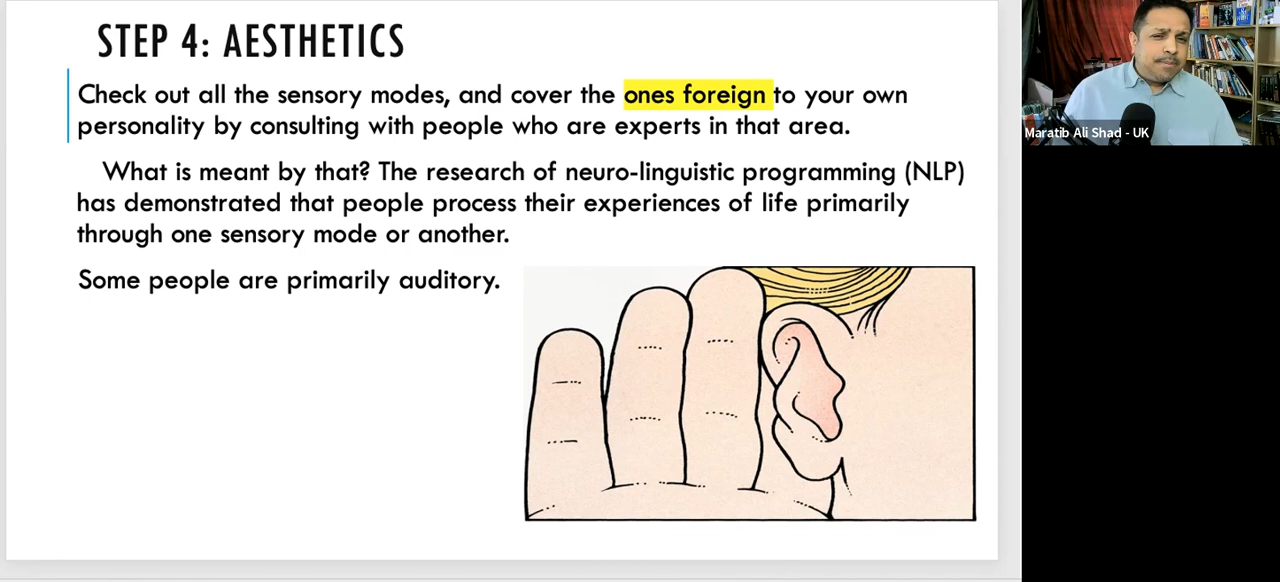 STEP 4: AESTHETICS
Check out all the sensory modes, and cover the ones foreign to your own
personality by consulting with people who are experts in that area.
What is meant by that? The research of neuro-linguistic programming (NLP)
has demonstrated that people process their experiences of life primarily
through one sensory mode or another.
Some people are primarily auditory.
Maratib Ali Shad - UK